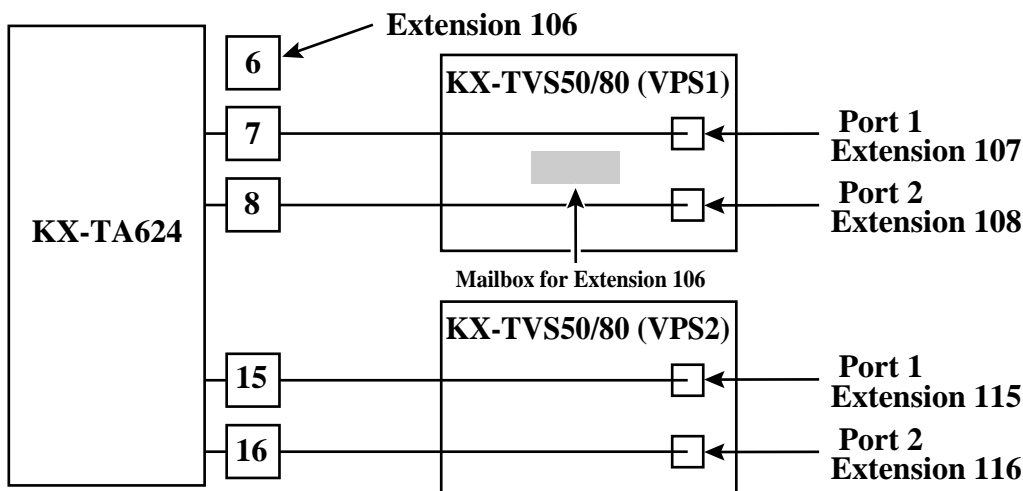 Extension 106
6
KX-TVS50/80 (VPS1)
7
Port 1
Extension 107
8
Port 2
Extension 108
KX-TA624
Mailbox for Extension 106
KX-TVS50/80 (VPS2)
15
Port 1
Extension 115
16
Port 2
Extension 116